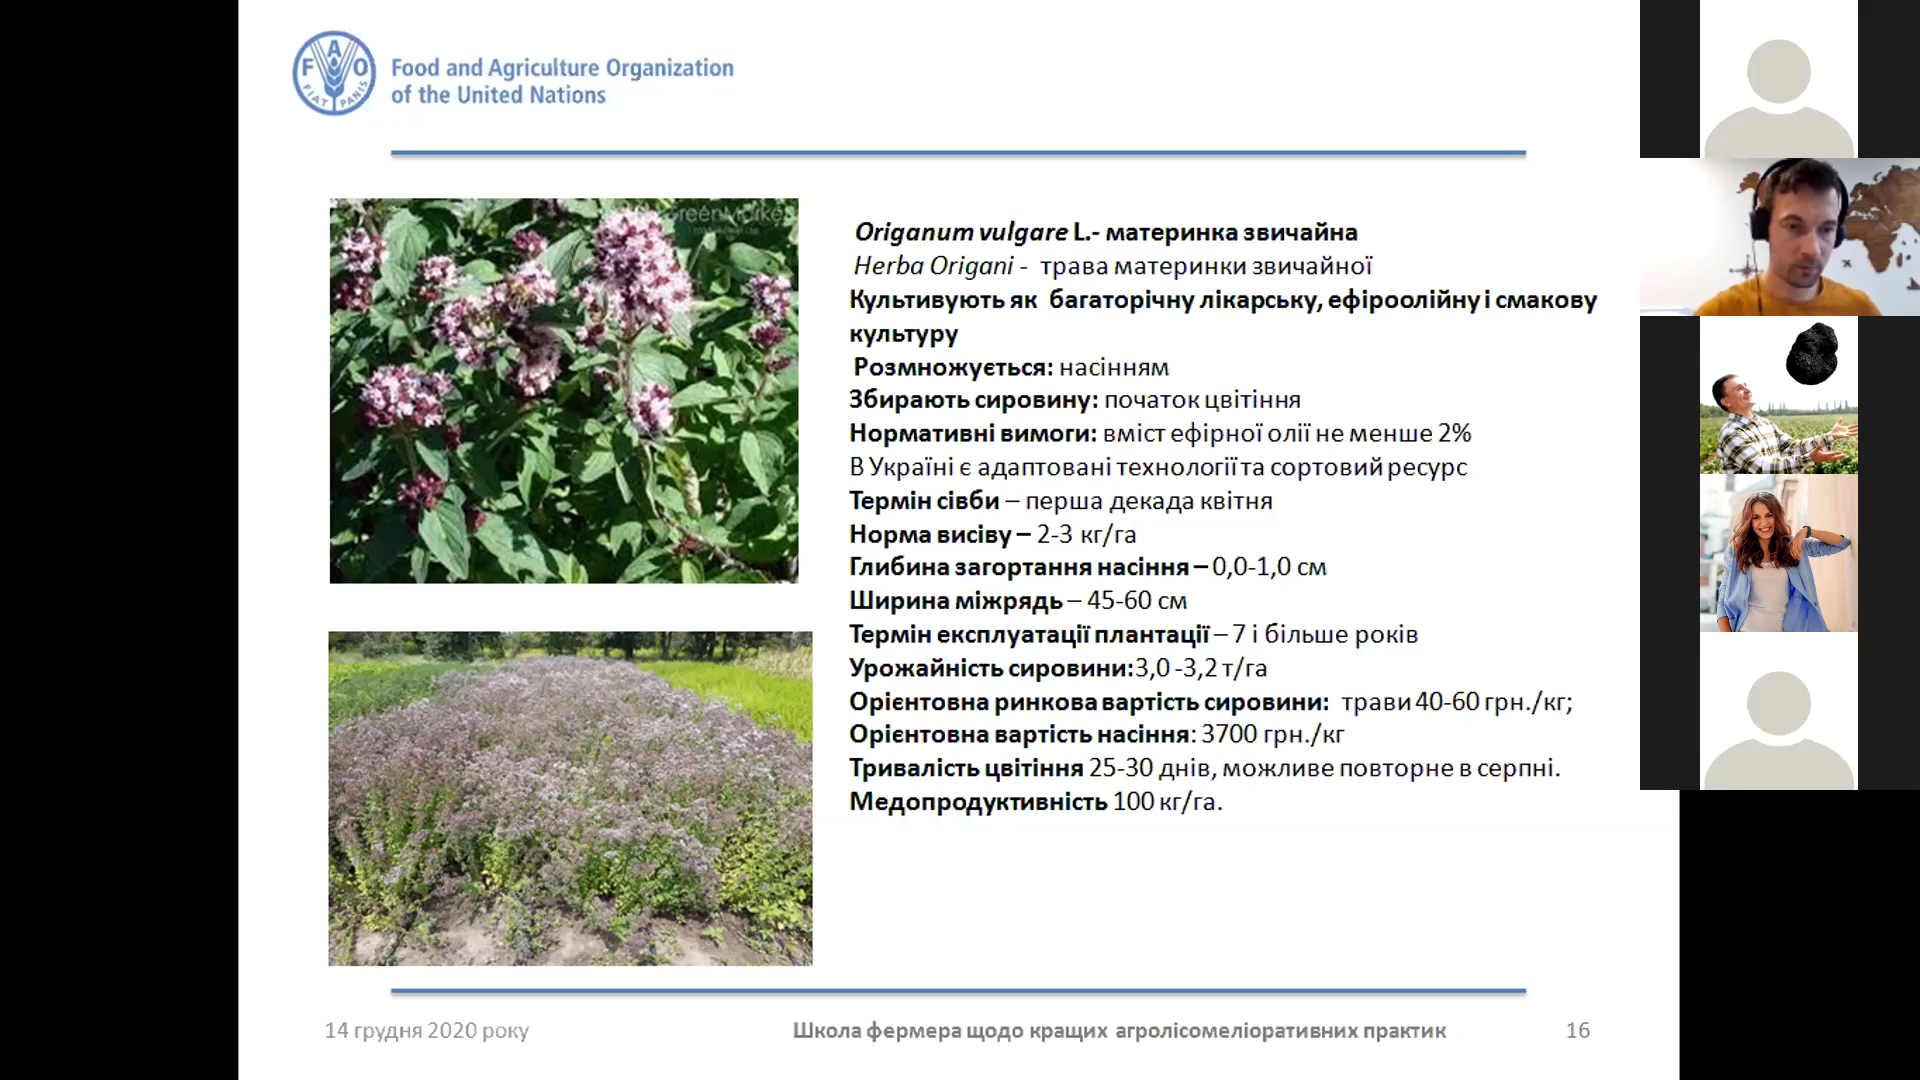 FAO
FIAT PANIS
Food and Agriculture Organization
of the United Nations
Origanum vulgare L.- материнка звичайна
Herba Origani - трава материнки звичайної
Культивують як багаторічну лікарську, ефіроолійну і смакову
культуру
Розмножується: насінням
Збирають сировину: початок цвітіння
Нормативні вимоги: вміст ефірної олії не менше 2%
В Україні є адаптовані технології та сортовий ресурс
Термін сівби – перша декада квітня
Норма висіву – 2-3 кг/га
Глибина загортання насіння – 0,0-1,0 см
Ширина міжрядь – 45-60 см
Термін експлуатації плантації – 7 і більше років
Урожайність сировини:3,0 -3,2 т/га
Орієнтовна ринкова вартість сировини: трави 40-60 грн./кг;
Орієнтовна вартість насіння: 3700 грн./кг
Тривалість цвітіння 25-30 днів, можливе повторне в серпні.
Медопродуктивність 100 кг/га.
14 грудня 2020 року
Школа фермера щодо кращих агролісомеліоративних практик
16